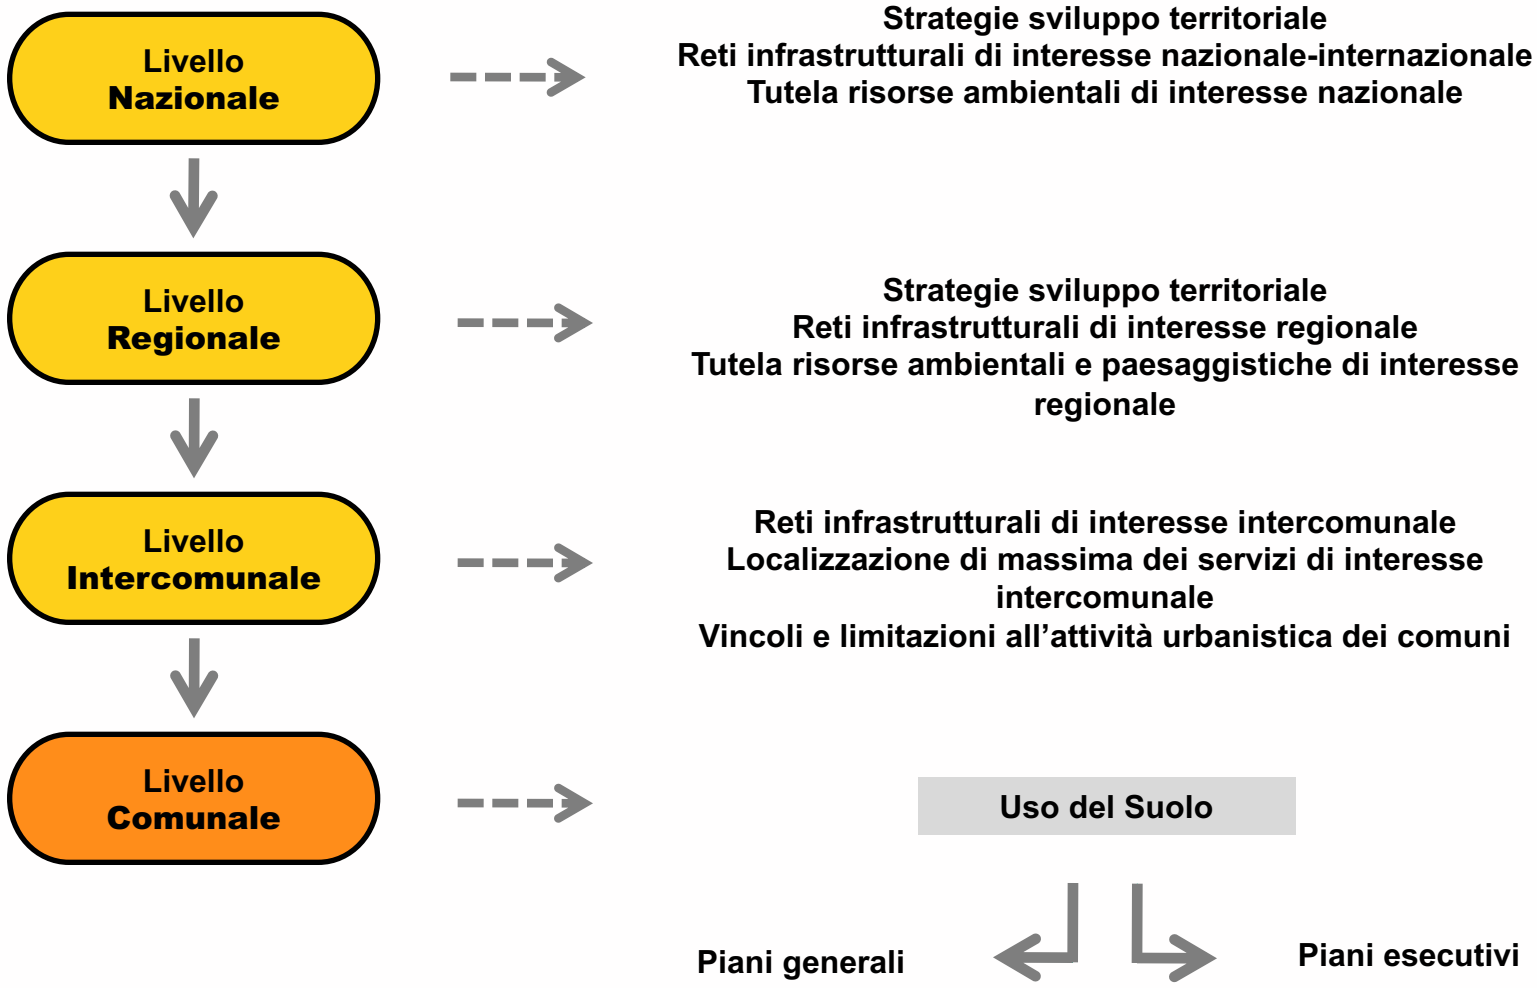 Livello
Nazionale
Strategie sviluppo territoriale
Reti infrastrutturali di interesse nazionale-internazionale
Tutela risorse ambientali di interesse nazionale
Livello
Regionale
Strategie sviluppo territoriale
Reti infrastrutturali di interesse regionale
Tutela risorse ambientali e paesaggistiche di interesse
regionale
Livello
Intercomunale
Reti infrastrutturali di interesse intercomunale
Localizzazione di massima dei servizi di interesse
intercomunale
Vincoli e limitazioni all’attività urbanistica dei comuni
Livello
Comunale
Uso del Suolo
Piani generali
Piani esecutivi